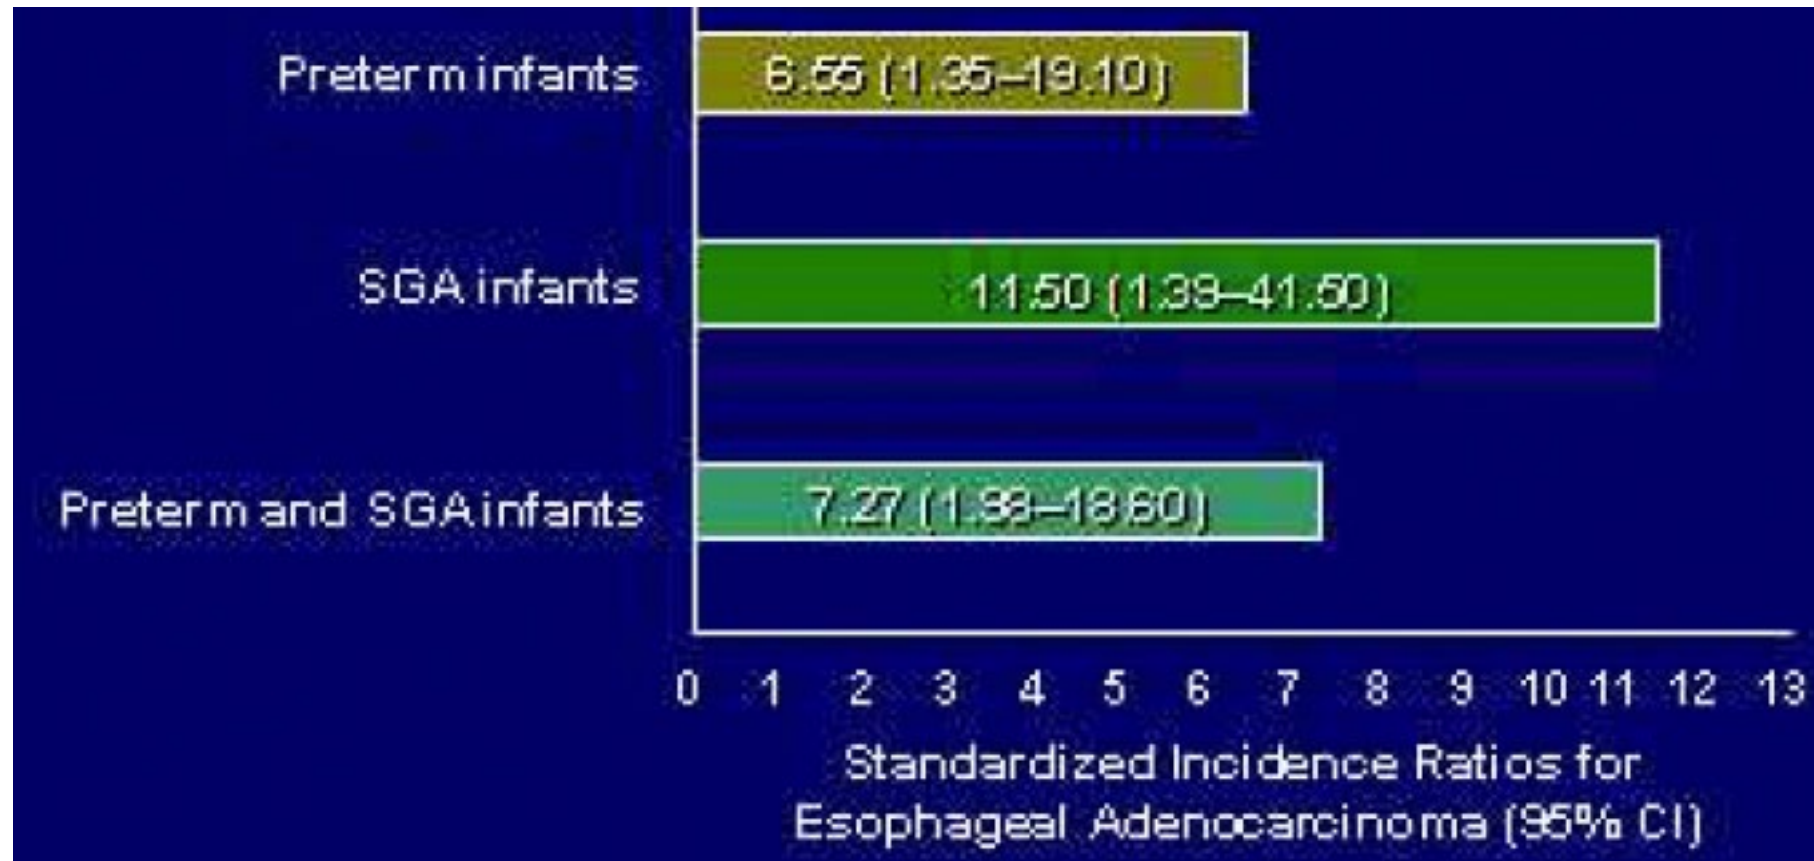 Preterm infants
6.55 (1.35–19.10)
SGA infants
11.50 (1.39–41.50)
Preterm and SGA infants
7.27 (1.98–18.60)
0 1 2 3 4 5 6 7 8 9 10 11 12 13
Standardized Incidence Ratios for
Esophageal Adenocarcinoma (95% CI)